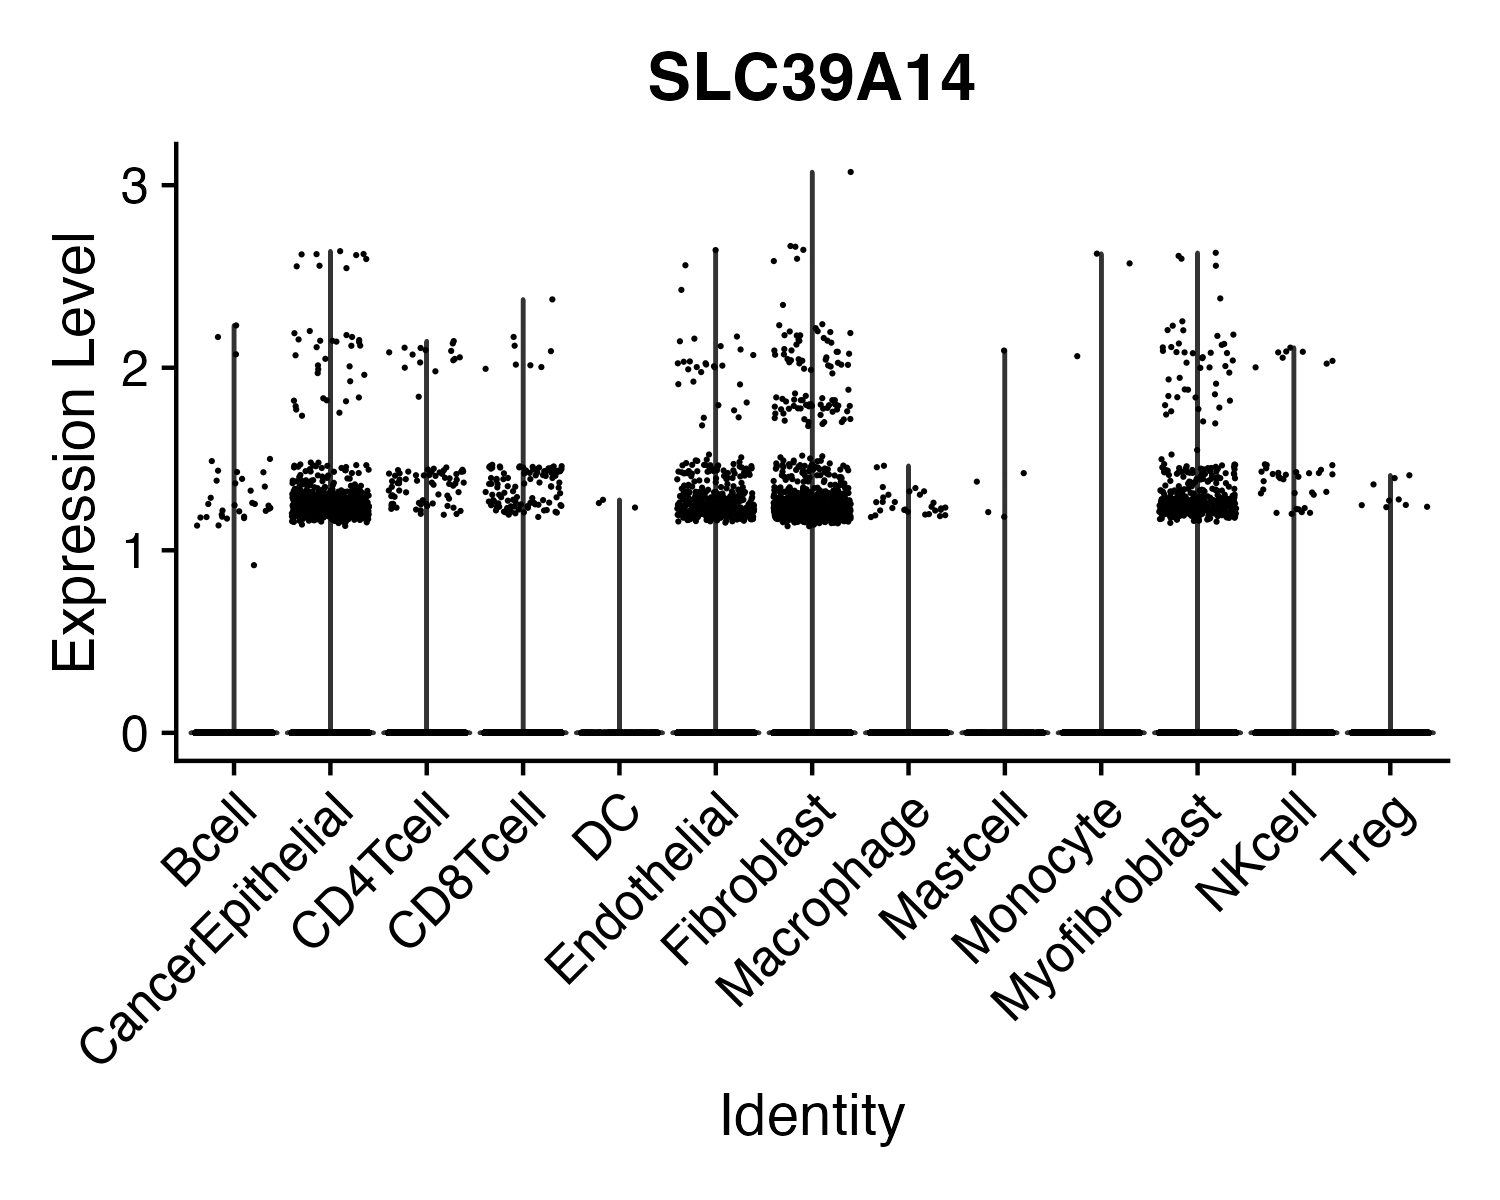 SLC39A14
Expression Level
3
2
1
0
Bcell
CancerEpithelial
CD4Tcell
CD8Tcell
DC
Endothelial
Fibroblast
Macrophage
Mastcell
Monocyte
Myofibroblast
NKcell
Treg
Identity